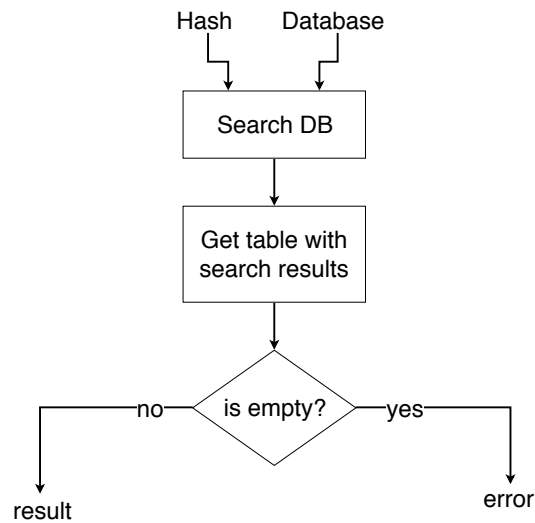 Hash Database
Search DB
Get table with
search results
no is empty? yes
result error